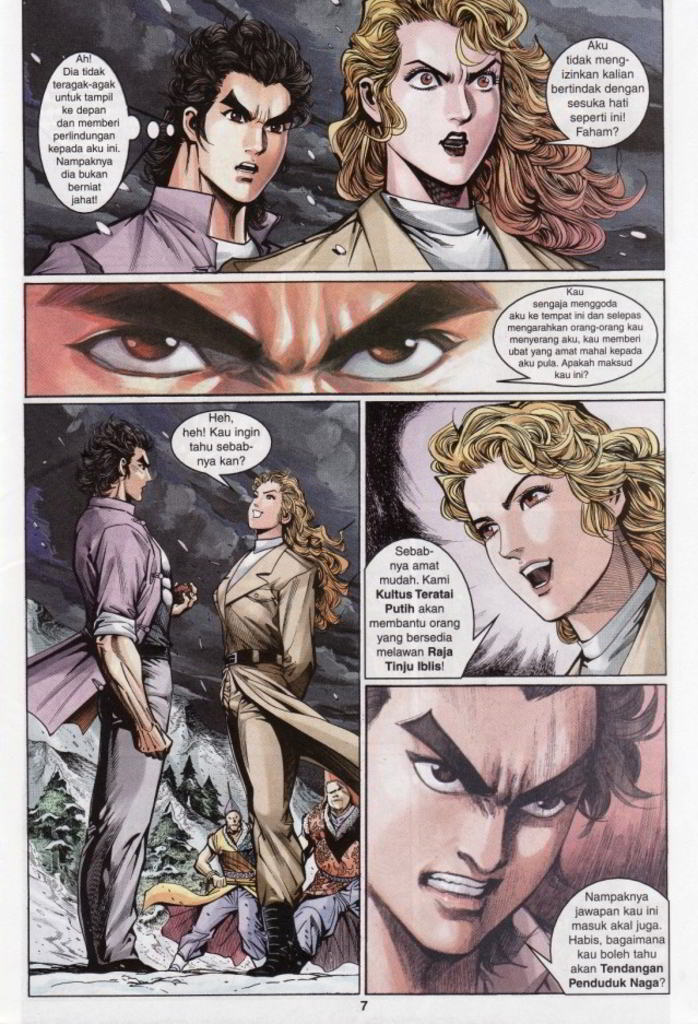 Ah!
Dia tidak
teragak-agak
untuk tampil
ke depan
dan memberi
perlindungan
kepada aku ini.
Nampaknya
dia bukan
berniat
jahat!
Aku
tidak meng-
izinkan kalian
bertindak dengan
sesuka hati
seperti ini!
Faham?
Kau
sengaja menggoda
aku ke tempat ini dan selepas
mengarahkan orang-orang kau
menyerang aku, kau memberi
ubat yang amat mahal kepada
aku pula. Apakah maksud
kau ini?
Heh,
heh! Kau ingin
tahu sebab-
nya kan?
Sebab-
nya amat
mudah. Kami
Kultus Teratai
Putih akan
membantu orang
yang bersedia
melawan Raja
Tinju Iblis!
Nampaknya
jawapan kau ini
masuk akal juga.
Habis, bagaimana
kau boleh tahu
akan Tendangan
Penduduk Naga?
7